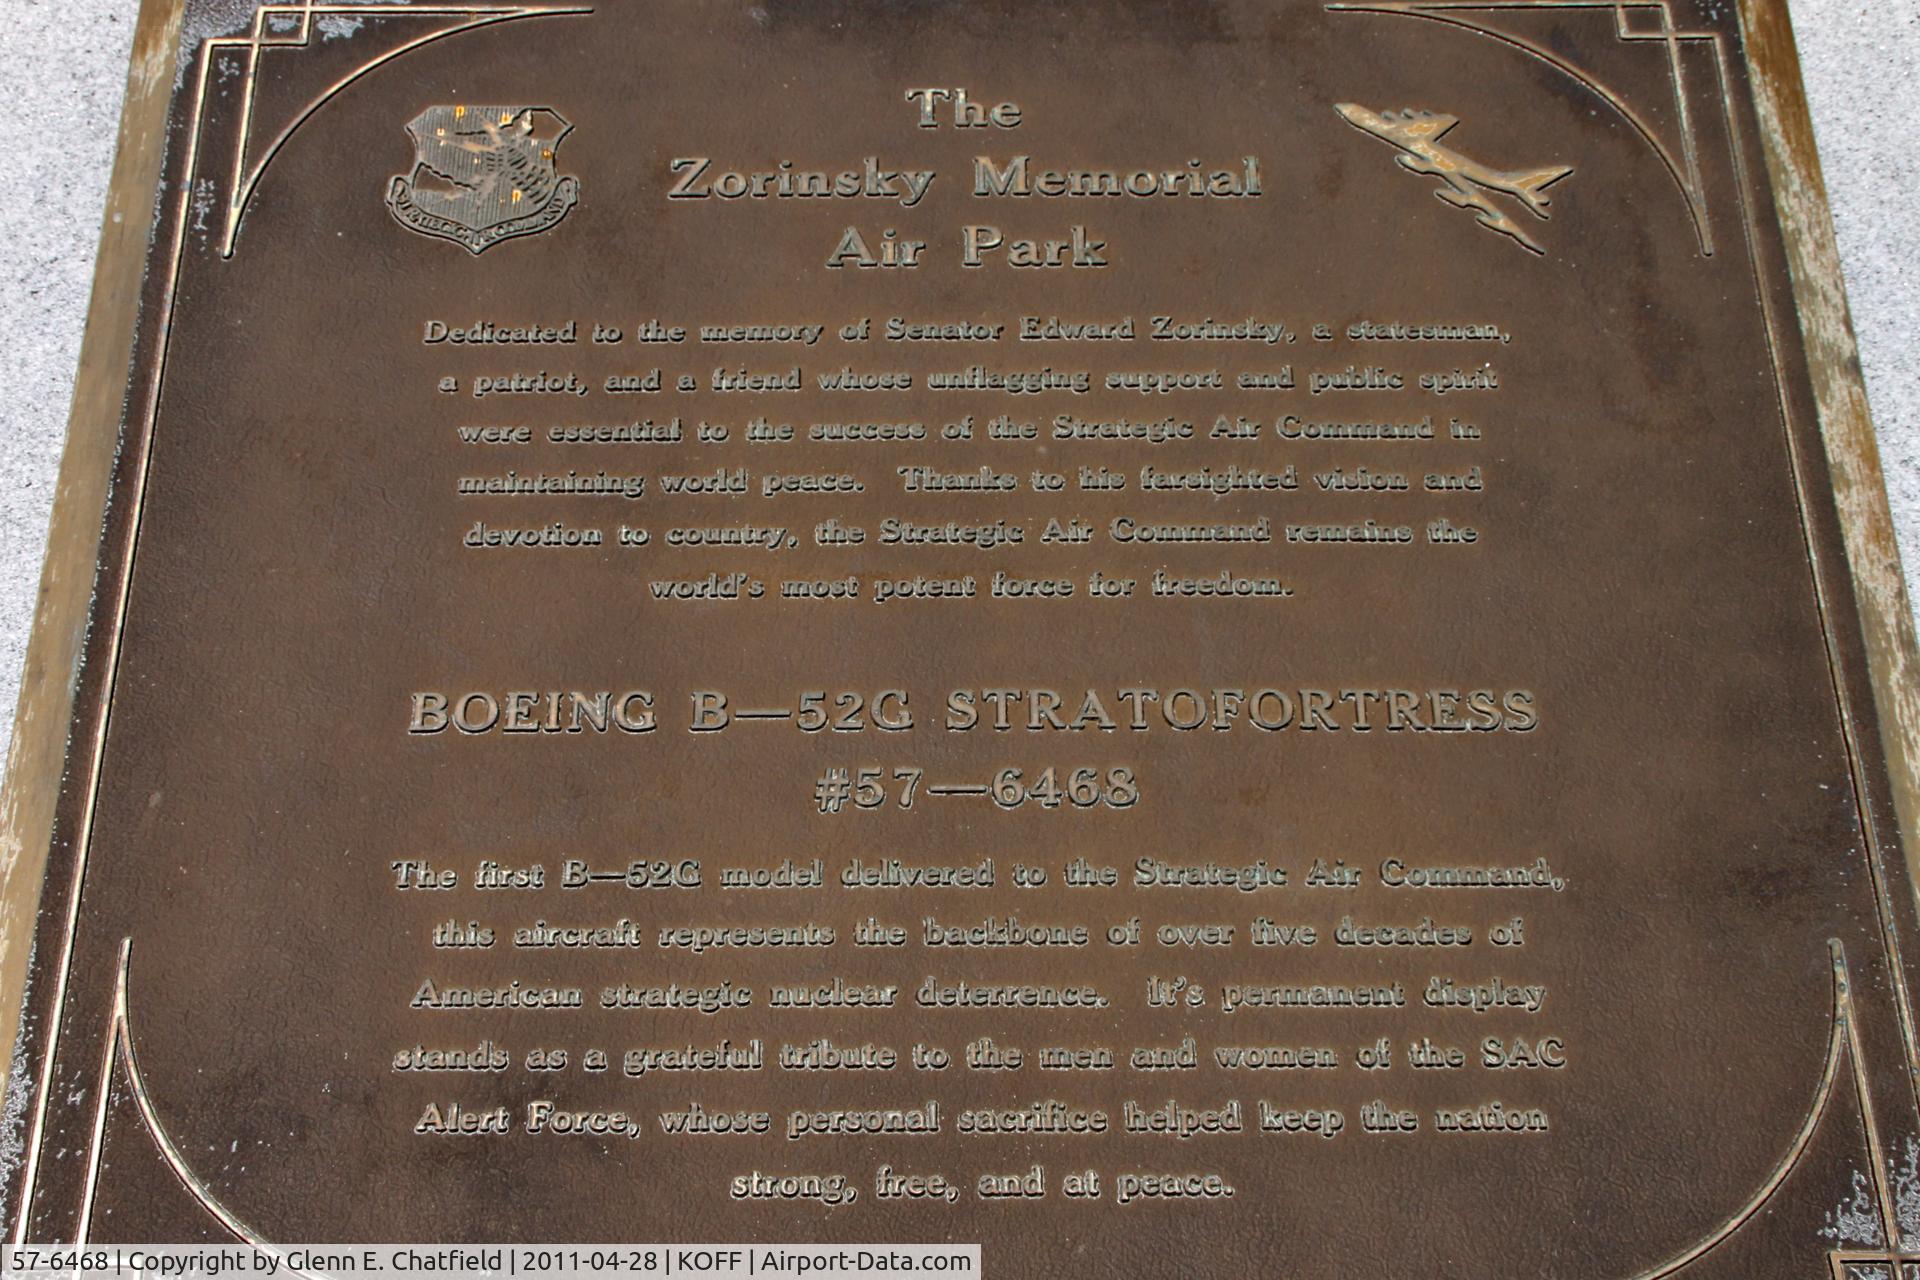 The
Zorinsky Memorial
Air Park
STRATEGIC AIR COMMAND
Dedicated to the memory of Senator Edward Zorinsky, a statesman,
a patriot, and a friend whose unflagging support and public spirit
were essential to the success of the Strategic Air Command in
maintaining world peace. Thanks to his farsighted vision and
devotion to country, the Strategic Air Command remains the
world's most potent force for freedom.
BOEING B—52G STRATOFORTRESS
#57—6468
The first B—52G model delivered to the Strategic Air Command,
this aircraft represents the backbone of over five decades of
American strategic nuclear deterrence. It's permanent display
stands as a grateful tribute to the men and women of the SAC
Alert Force, whose personal sacrifice helped keep the nation
strong, free, and at peace.
57-6468 | Copyright by Glenn E. Chatfield | 2011-04-28 | KOFF | Airport-Data.com